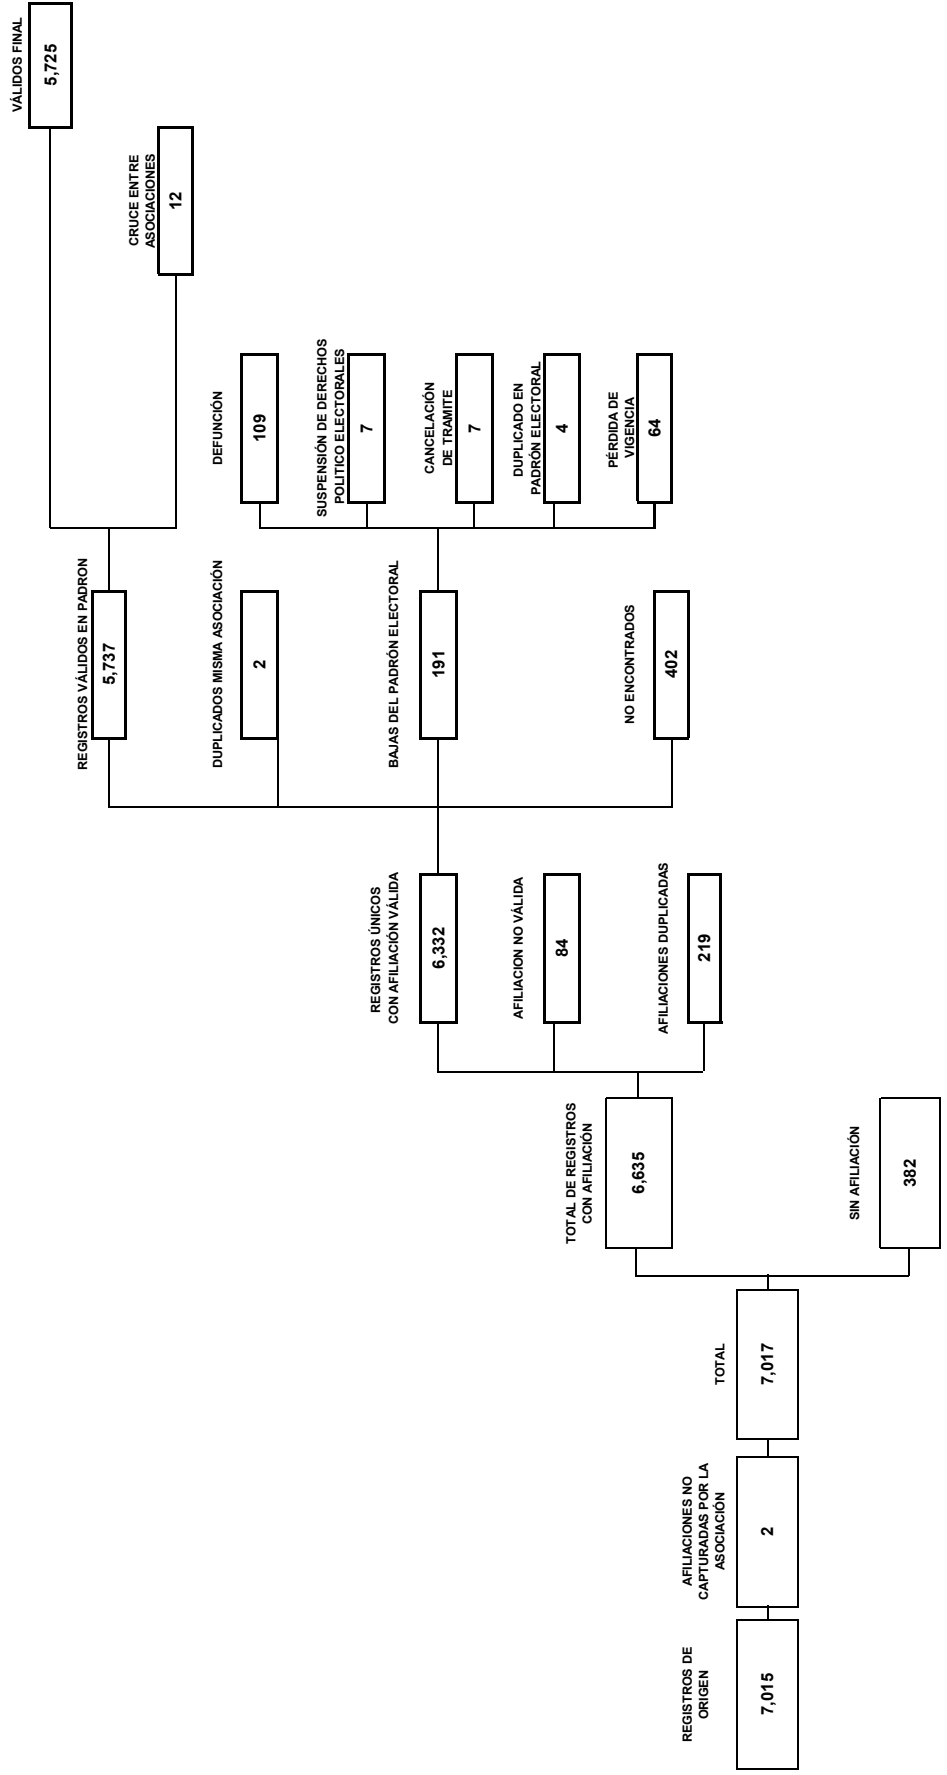 REGISTROS DE
ORIGEN
7,015
AFILIACIONES NO
CAPTURADAS POR LA
ASOCIACIÓN
2
TOTAL
7,017
TOTAL DE REGISTROS
CON AFILIACIÓN
6,635
SIN AFILIACIÓN
382
REGISTROS ÚNICOS
CON AFILIACIÓN VÁLIDA
6,332
AFILIACION NO VÁLIDA
84
AFILIACIONES DUPLICADAS
219
REGISTROS VÁLIDOS EN PADRON
5,737
DUPLICADOS MISMA ASOCIACIÓN
2
BAJAS DEL PADRÓN ELECTORAL
191
NO ENCONTRADOS
402
DEFUNCIÓN
109
SUSPENSIÓN DE DERECHOS
POLITICO ELECTORALES
7
CANCELACIÓN
DE TRAMITE
7
DUPLICADO EN
PADRÓN ELECTORAL
4
PÉRDIDA DE
VIGENCIA
64
CRUCE ENTRE
ASOCIACIONES
12
VÁLIDOS FINAL
5,725